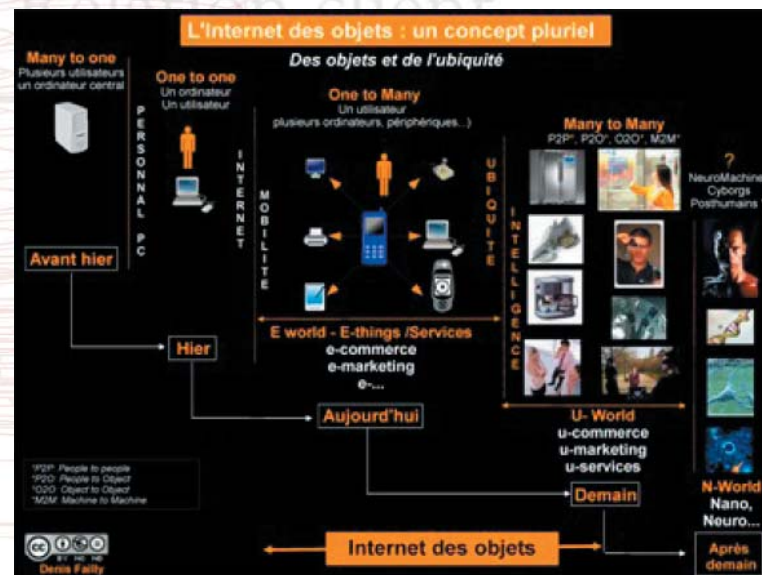 L'Internet des objets : un concept pluriel
Des objets et de l'ubiquité
Many to one
Plusieurs utilisateurs
un ordinateur central
PERSONNAL PC
One to one
Un ordinateur
Un utilisateur
INTERNET
MOBILITE
One to Many
Un utilisateur
plusieurs ordinateurs, périphériques...)
UBIQUITE
INTELLIGENCE
Many to Many
P2P*, P2O*, O2O*, M2M*
?
NeuroMachine
Cyborgs
Posthumains
Avant hier
Hier
E world - E-things /Services
e-commerce
e-marketing
e-...
Aujourd'hui
U- World
u-commerce
u-marketing
u-services
Demain
N-World
Nano,
Neuro...
Après
demain
*P2P: People to people
*P2O: People to Object
*O2O: Object to Object
*M2M: Machine to Machine
Internet des objets
cc
BY NC ND
Denis Failly